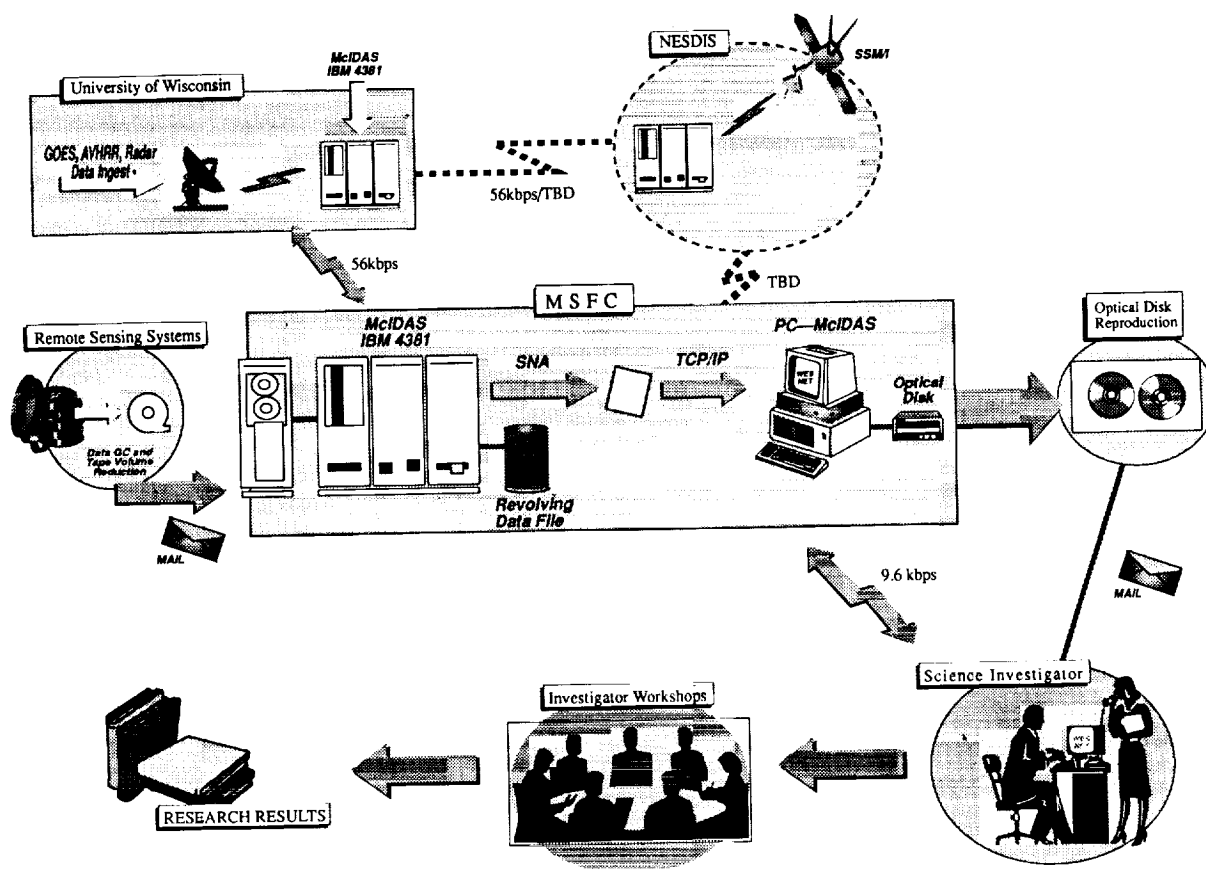 NESDIS
SSM/I
McIDAS
IBM 4381
University of Wisconsin
GOES, AVHRR, Radar
Data Ingest
56kbps/TBD
56kbps
TBD
MSFC
Remote Sensing Systems
McIDAS
IBM 4381
SNA
TCP/IP
PC—McIDAS
WES
NET
Optical
Disk
Optical Disk
Reproduction
Data QC and
Tape Volume
Reduction
Revolving
Data File
MAIL
9.6 kbps
MAIL
Science Investigator
Investigator Workshops
RESEARCH RESULTS